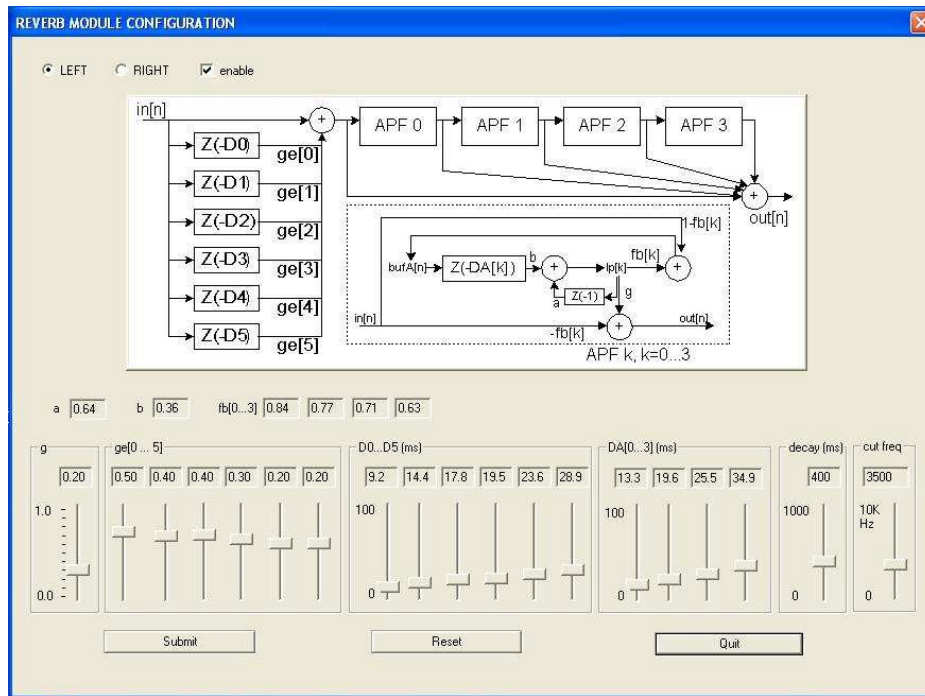 REVERB MODULE CONFIGURATION
LEFT RIGHT enable
in[n]
+ APF 0 APF 1 APF 2 APF 3
Z(-D0) ge[0]
Z(-D1) ge[1]
Z(-D2) ge[2]
Z(-D3) ge[3]
Z(-D4) ge[4]
Z(-D5) ge[5]
+
out[n]
1-fb[k]
bufA[n] Z(-DA[k]) b + lp[k] fb[k] +
a Z(-1) g
in[n] -fb[k] + out[n]
APF k, k=0...3
a 0.64 b 0.36 fb[0...3] 0.84 0.77 0.71 0.63
g ge[0 ... 5] D0...D5 (ms) DA[0...3] (ms) decay (ms) cut freq
0.20 0.50 0.40 0.40 0.30 0.20 0.20 9.2 14.4 17.8 19.5 23.6 28.9 13.3 19.6 25.5 34.9 400 3500
1.0 100 100 1000 10K
Hz
0.0 0 0 0 0
Submit Reset Quit